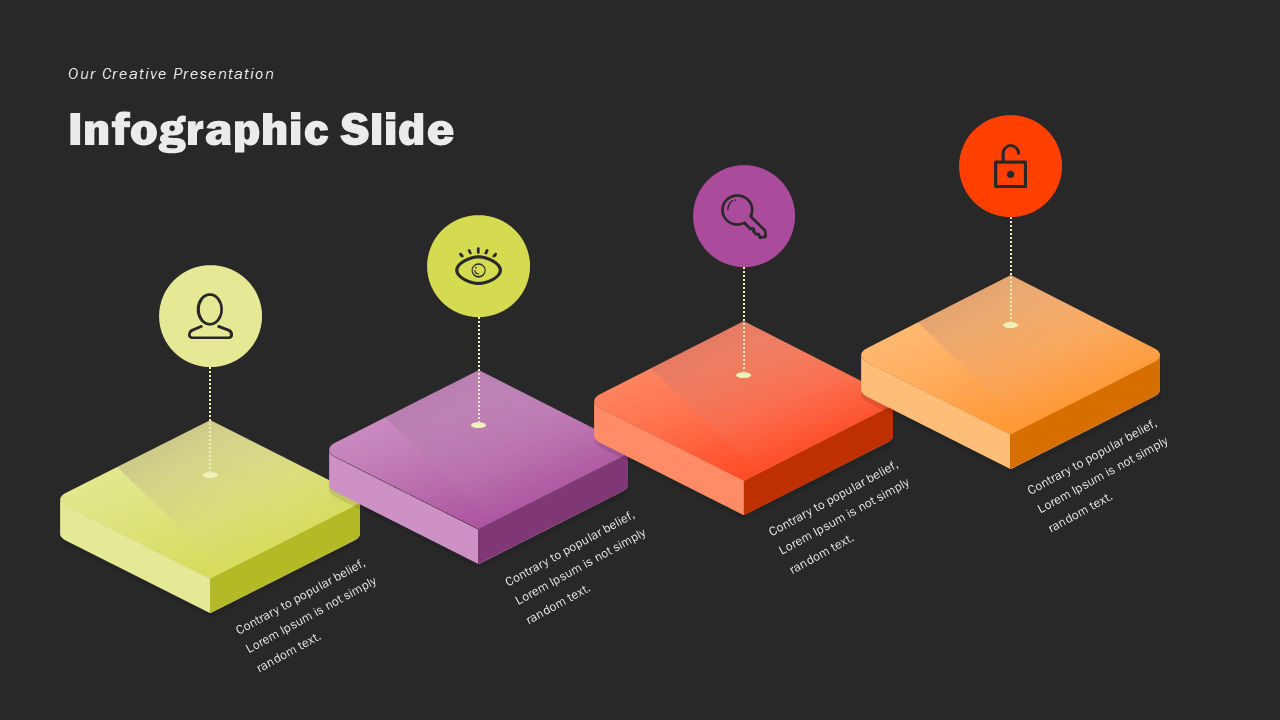 Our Creative Presentation
Infographic Slide
Contrary to popular belief,
Lorem Ipsum is not simply
random text.
Contrary to popular belief,
Lorem Ipsum is not simply
random text.
Contrary to popular belief,
Lorem Ipsum is not simply
random text.
Contrary to popular belief,
Lorem Ipsum is not simply
random text.